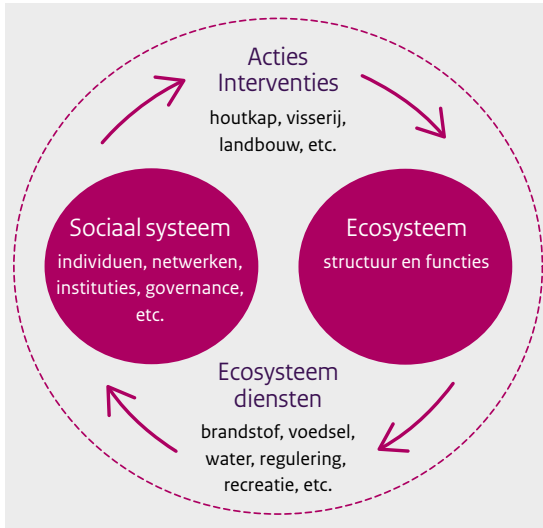 Acties
Interventies
houtkap, visserij,
landbouw, etc.
Sociaal systeem
individuen, netwerken,
instituties, governance,
etc.
Ecosysteem
structuur en functies
Ecosysteem
diensten
brandstof, voedsel,
water, regulering,
recreatie, etc.